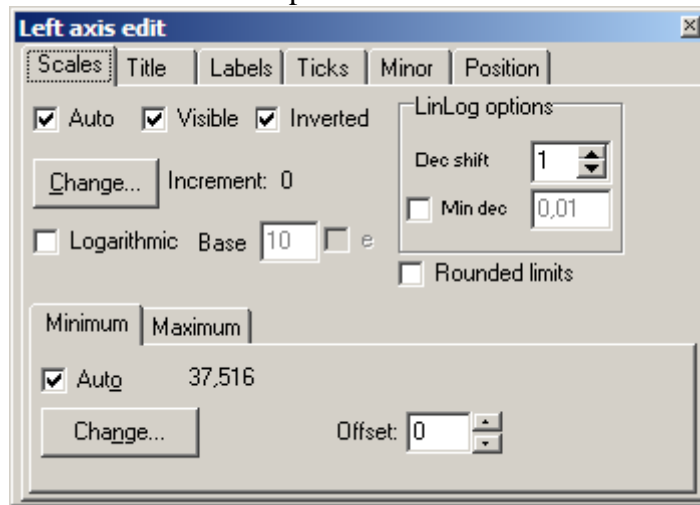 Left axis edit
Scales Title Labels Ticks Minor Position
Auto Visible Inverted
LinLog options
Dec shift 1
Change... Increment: 0
Min dec 0,01
Logarithmic Base 10 e
Rounded limits
Minimum Maximum
Auto 37,516
Change... Offset: 0